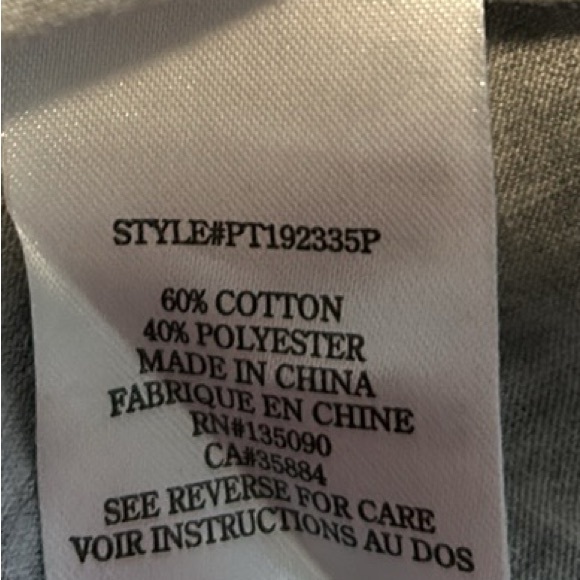 STYLE#PT192335P
60% COTTON
40% POLYESTER
MADE IN CHINA
FABRIQUE EN CHINE
RN#135090
CA#35884
SEE REVERSE FOR CARE
VOIR INSTRUCTIONS AU DOS